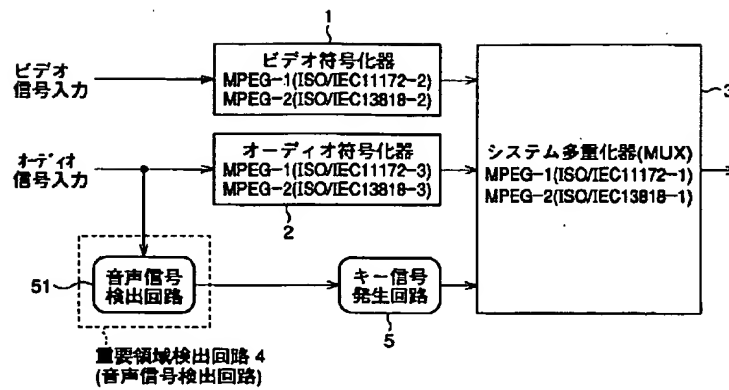 1
ビデオ
信号入力
ビデオ符号化器
MPEG-1(ISO/IEC11172-2)
MPEG-2(ISO/IEC13818-2)
3
オーディオ
信号入力
オーディオ符号化器
MPEG-1(ISO/IEC11172-3)
MPEG-2(ISO/IEC13818-3)
2
システム多重化器(MUX)
MPEG-1(ISO/IEC11172-1)
MPEG-2(ISO/IEC13818-1)
51
音声信号
検出回路
キー信号
発生回路
5
重要領域検出回路 4
(音声信号検出回路)